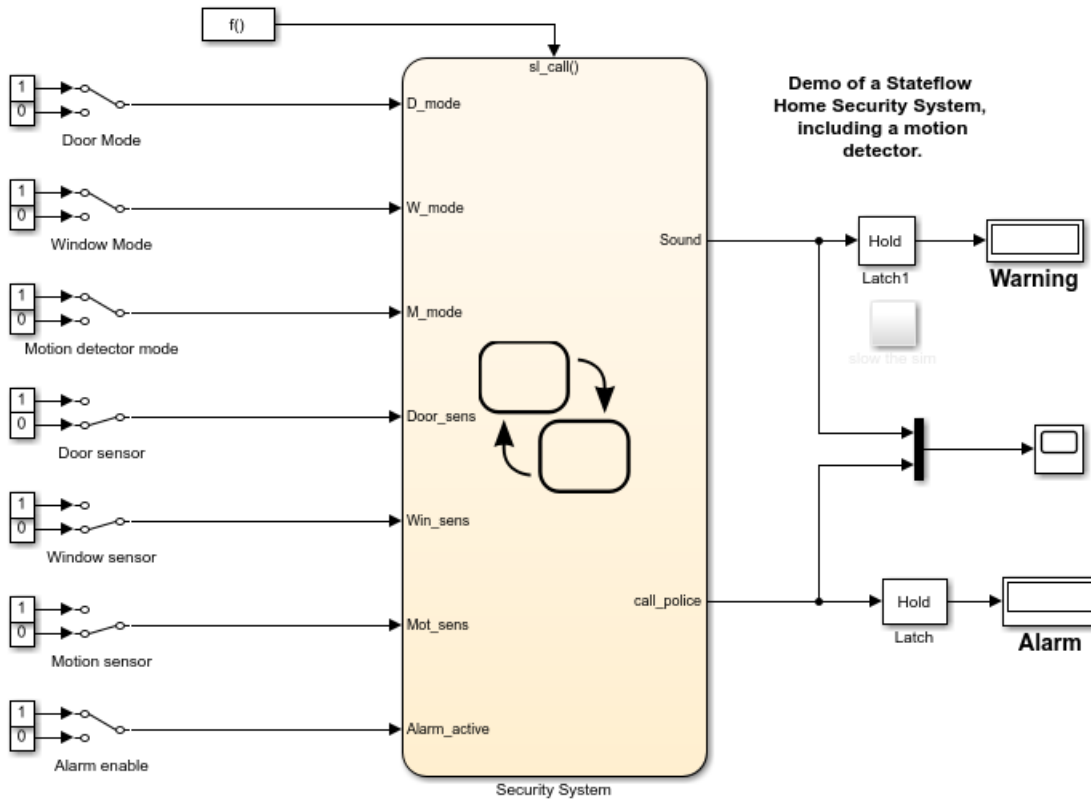 f()
sl_call()
Demo of a Stateflow
Home Security System,
including a motion
detector.
1
0
Door Mode
D_mode
1
0
Window Mode
W_mode
Sound
Hold
Latch1
Warning
slow the sim
1
0
Motion detector mode
M_mode
1
0
Door sensor
Door_sens
1
0
Window sensor
Win_sens
1
0
Motion sensor
Mot_sens
call_police
Hold
Latch
Alarm
1
0
Alarm enable
Alarm_active
Security System